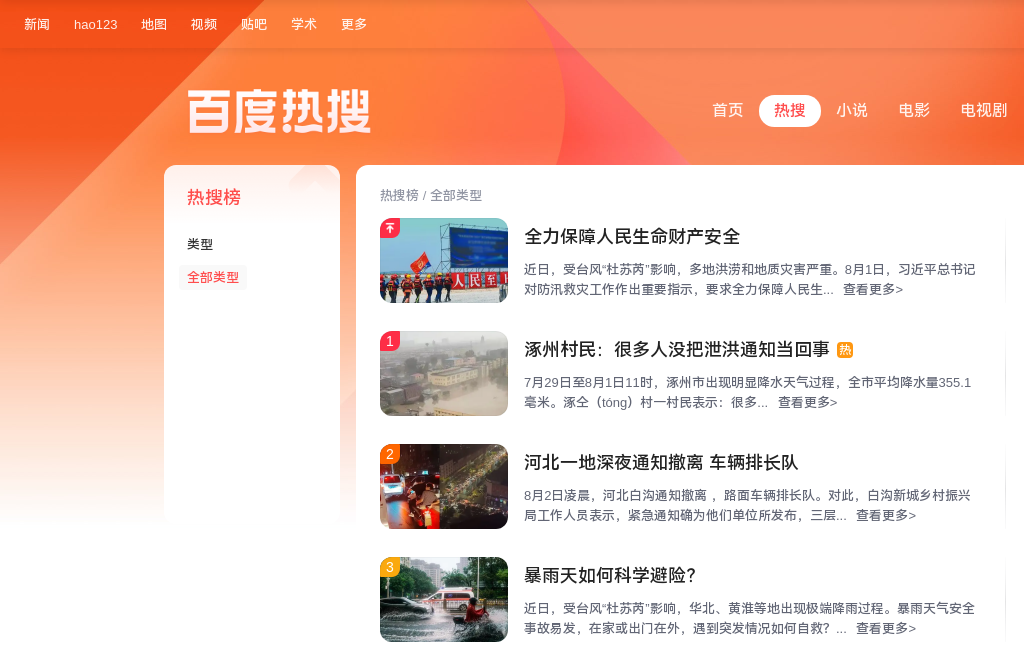 新闻 hao123 地图 视频 贴吧 学术 更多
百度热搜
首页 热搜 小说 电影 电视剧
热搜榜
类型
全部类型
热搜榜 / 全部类型
全力保障人民生命财产安全
近日，受台风“杜苏芮”影响，多地洪涝和地质灾害严重。8月1日，习近平总书记
对防汛救灾工作作出重要指示，要求全力保障人民生... 查看更多>
人民至
1
涿州村民：很多人没把泄洪通知当回事 热
7月29日至8月1日11时，涿州市出现明显降水天气过程，全市平均降水量355.1
毫米。涿仝（tóng）村一村民表示：很多... 查看更多>
2
河北一地深夜通知撤离 车辆排长队
8月2日凌晨，河北白沟通知撤离 ，路面车辆排长队。对此，白沟新城乡村振兴
局工作人员表示，紧急通知确为他们单位所发布，三层... 查看更多>
3
暴雨天如何科学避险？
近日，受台风“杜苏芮”影响，华北、黄淮等地出现极端降雨过程。暴雨天气安全
事故易发，在家或出门在外，遇到突发情况如何自救？... 查看更多>